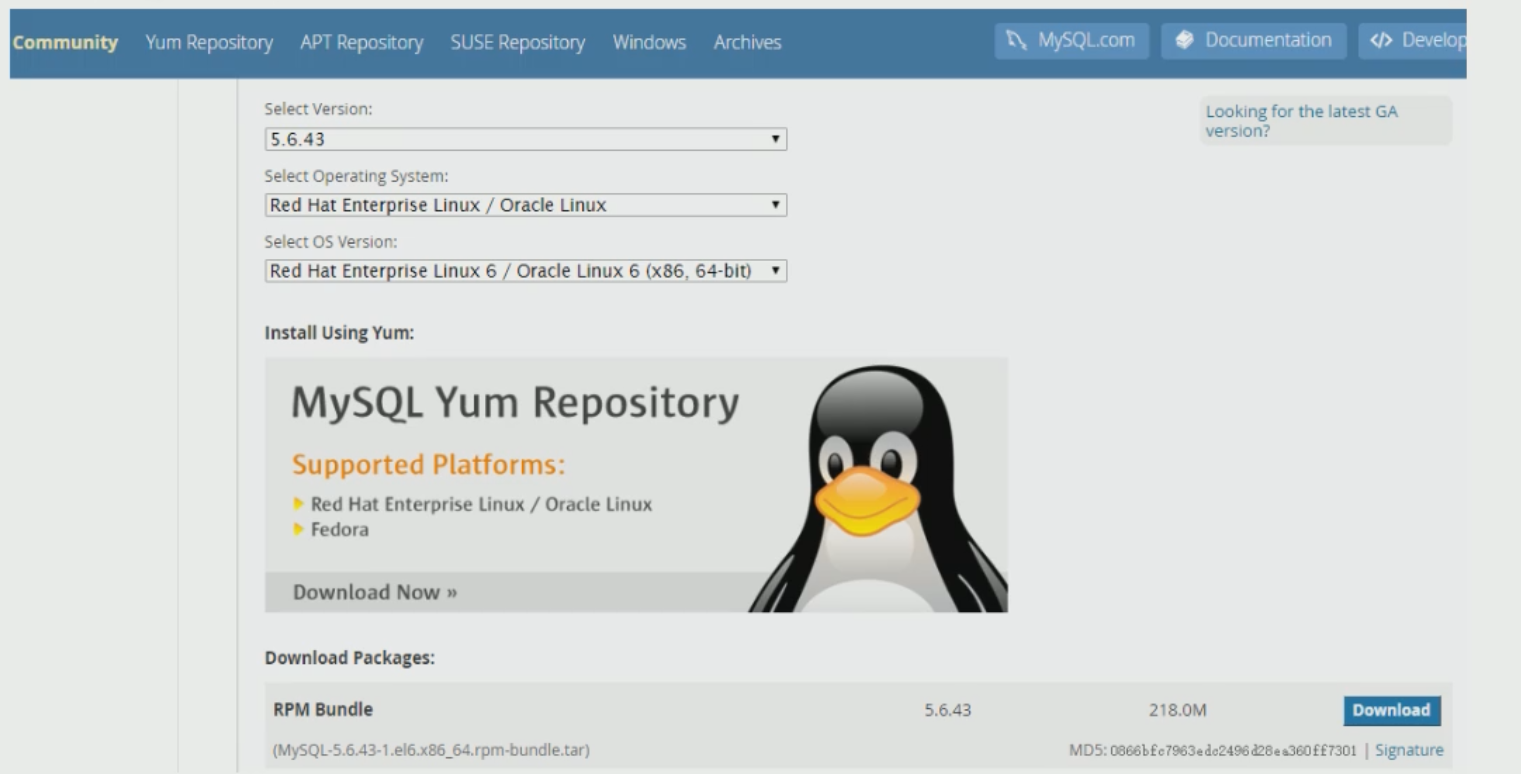 Community Yum Repository APT Repository SUSE Repository Windows Archives MySQL.com Documentation </> Develop
Select Version:
Looking for the latest GA
version?
5.6.43
Select Operating System:
Red Hat Enterprise Linux / Oracle Linux
Select OS Version:
Red Hat Enterprise Linux 6 / Oracle Linux 6 (x86, 64-bit)
Install Using Yum:
MySQL Yum Repository
Supported Platforms:
Red Hat Enterprise Linux / Oracle Linux
Fedora
Download Now »
Download Packages:
RPM Bundle 5.6.43 218.0M Download
(MySQL-5.6.43-1.el6.x86_64.rpm-bundle.tar) MD5: 0866bfc7963edc2496d28ea360ff7301 | Signature